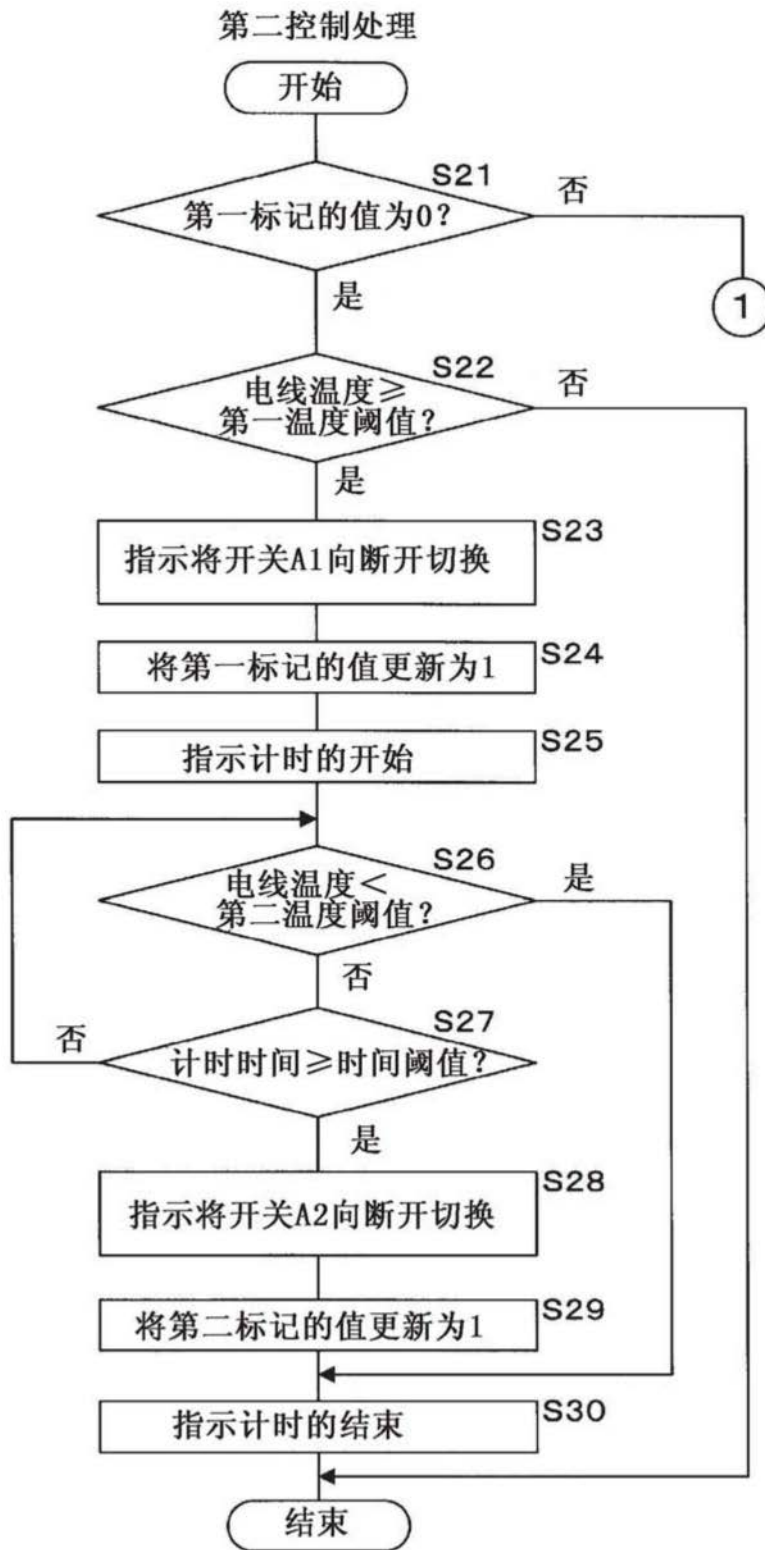 第二控制处理
开始
S21
第一标记的值为0？
否
是
1
S22
电线温度≥
第一温度阈值？
否
是
S23
指示将开关A1向断开切换
S24
将第一标记的值更新为1
S25
指示计时的开始
S26
电线温度＜
第二温度阈值？
是
否
S27
计时时间≥时间阈值？
否
是
S28
指示将开关A2向断开切换
S29
将第二标记的值更新为1
S30
指示计时的结束
结束